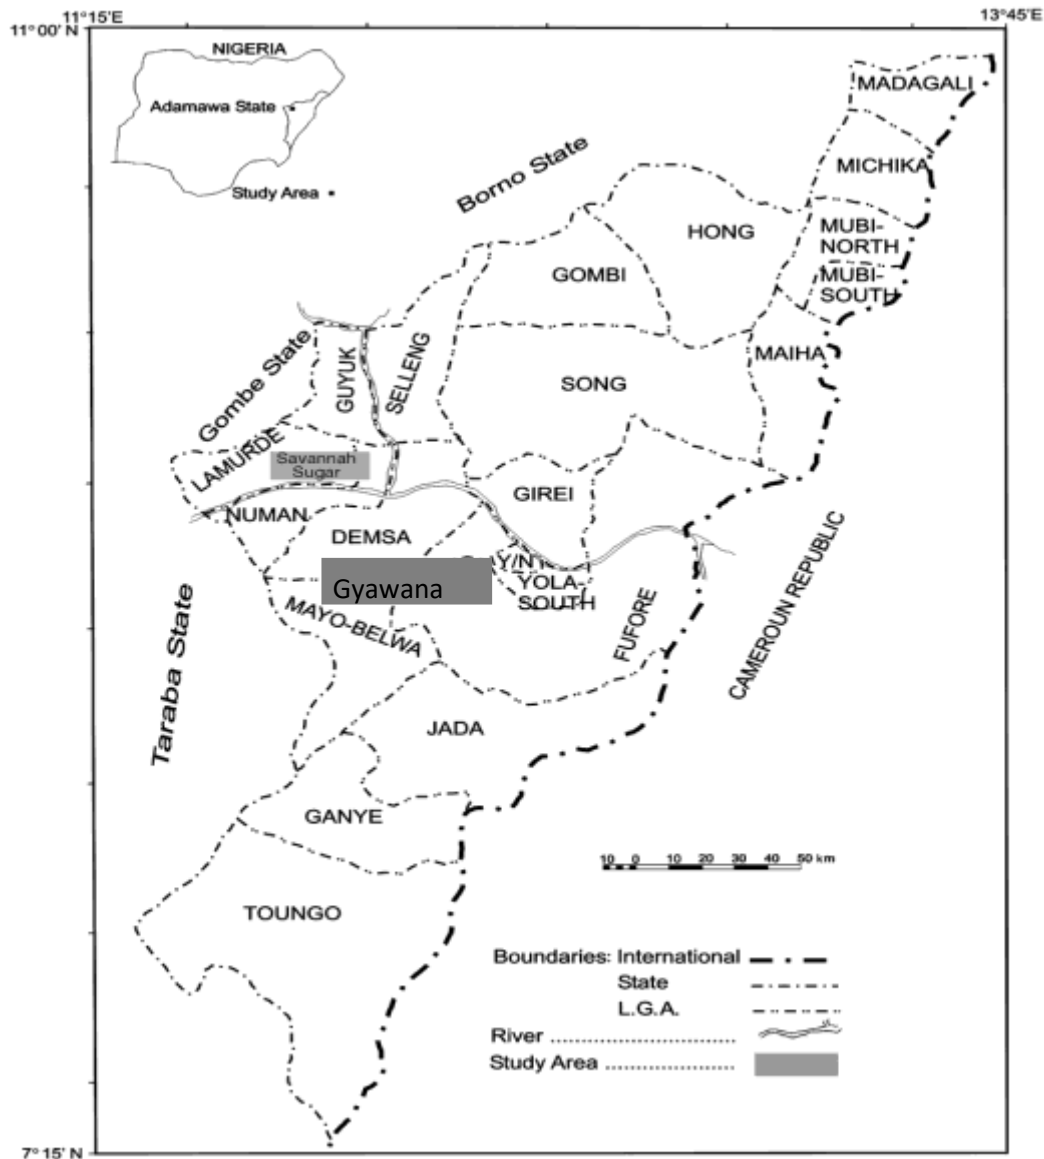 11°15'E
13°45'E
11°00' N
NIGERIA
Adamawa State
Study Area
Borno State
MADAGALI
MICHIKA
HONG
MUBI-
NORTH
GOMBI
MUBI-
SOUTH
Gombe State
GUYUK
SELLENG
MAIHA
SONG
LAMURDE
Savannah
Sugar
GIREI
NUMAN
DEMSA
YOLA-
SOUTH
Gyawana
MAYO-BELWA
FUFORE
CAMEROUN REPUBLIC
Taraba State
JADA
GANYE
10 0 10 20 30 40 50 km
TOUNGO
Boundaries: International
State
L.G.A.
River ....................
Study Area ..............
7°15' N